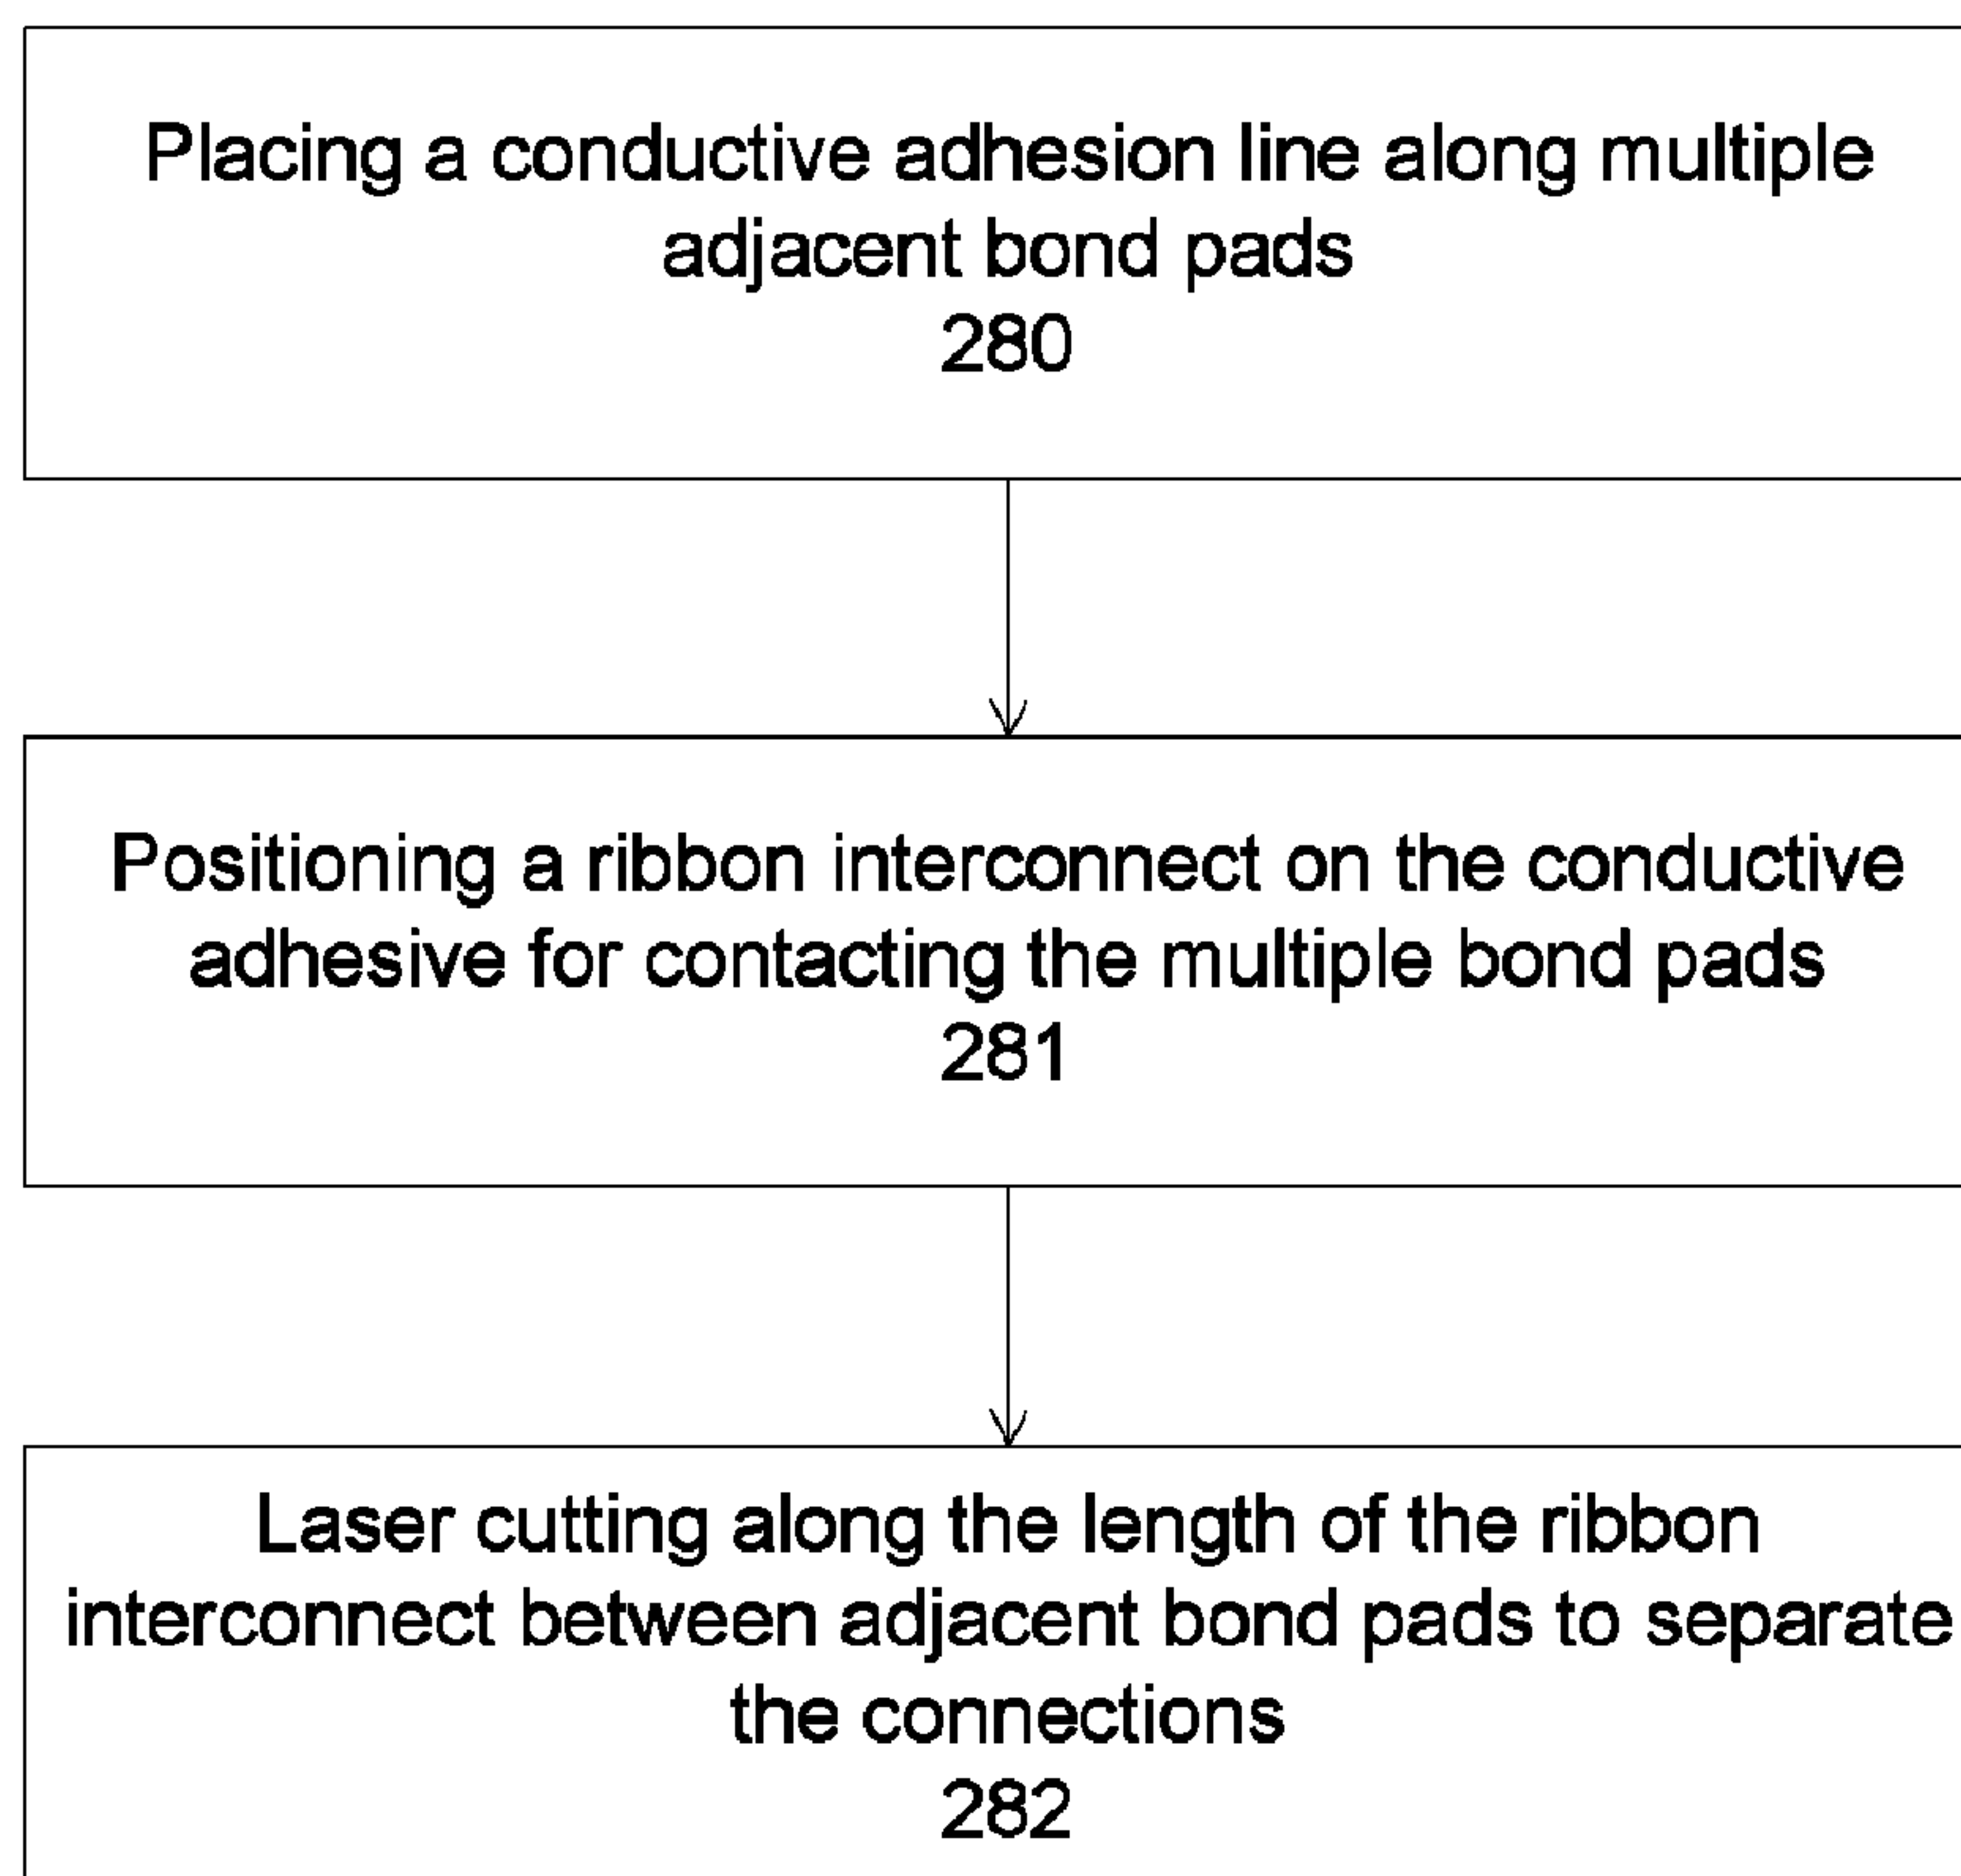 Placing a conductive adhesion line along multiple
adjacent bond pads
280
Positioning a ribbon interconnect on the conductive
adhesive for contacting the multiple bond pads
281
Laser cutting along the length of the ribbon
interconnect between adjacent bond pads to separate
the connections
282